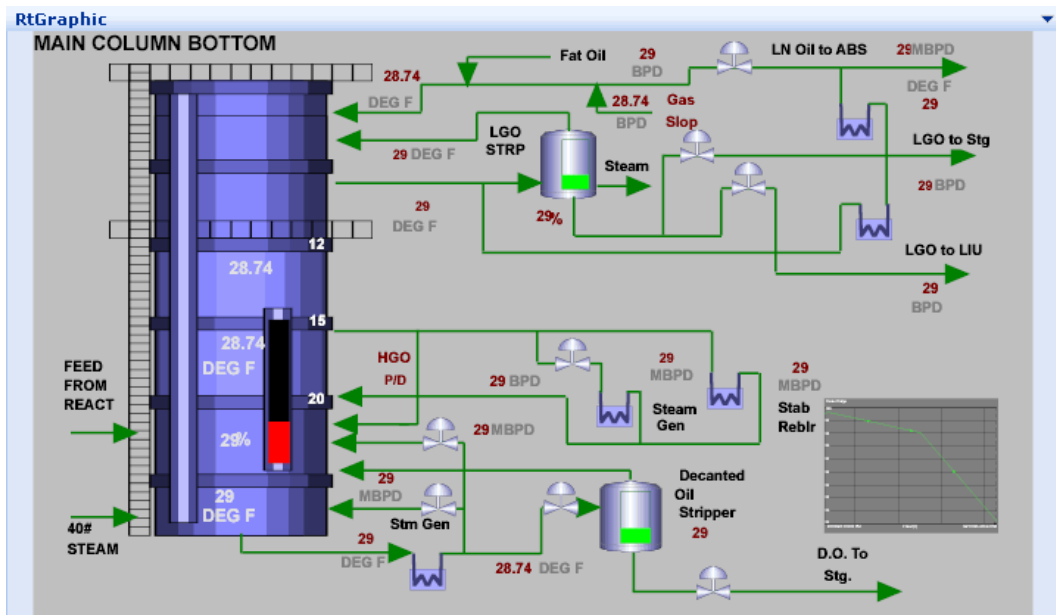 RtGraphic
MAIN COLUMN BOTTOM
Fat Oil
29
BPD
LN Oil to ABS
29 MBPD
DEG F
29
28.74
DEG F
28.74
BPD
Gas
Slop
LGO
STRP
29 DEG F
Steam
LGO to Stg
29 BPD
29
DEG F
29%
12
LGO to LIU
29
BPD
28.74
15
28.74
DEG F
HGO
P/D
29 BPD
29
MBPD
29
MBPD
FEED
FROM
REACT
20
Steam
Gen
Stab
Reblr
29%
29 MBPD
29
MBPD
Decanted
Oil
Stripper
29
29
DEG F
Stm Gen
40#
STEAM
29
DEG F
28.74 DEG F
D.O. To
Stg.